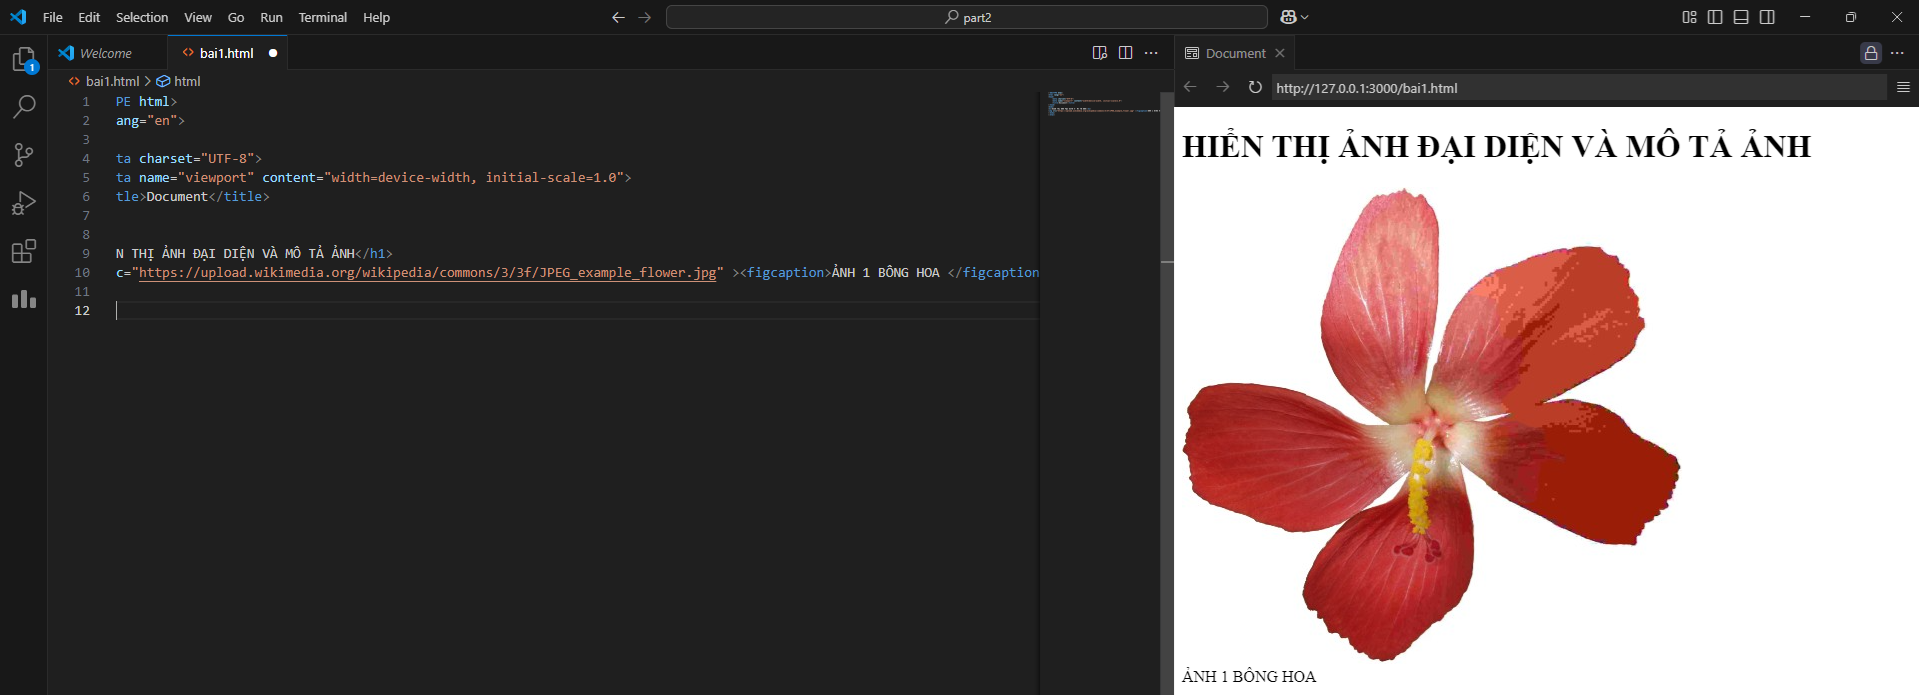 File Edit Selection View Go Run Terminal Help
part2
Welcome
bai1.html
Document
1
bai1.html > html
http://127.0.0.1:3000/bai1.html
1 PE html>
2 ang="en">
3
4 ta charset="UTF-8">
5 ta name="viewport" content="width=device-width, initial-scale=1.0">
6 tle>Document</title>
7
8
9 N THỊ ẢNH ĐẠI DIỆN VÀ MÔ TẢ ẢNH</h1>
10 c="https://upload.wikimedia.org/wikipedia/commons/3/3f/JPEG_example_flower.jpg" ><figcaption>ẢNH 1 BÔNG HOA </figcaption
11
12
HIỂN THỊ ẢNH ĐẠI DIỆN VÀ MÔ TẢ ẢNH
ẢNH 1 BÔNG HOA